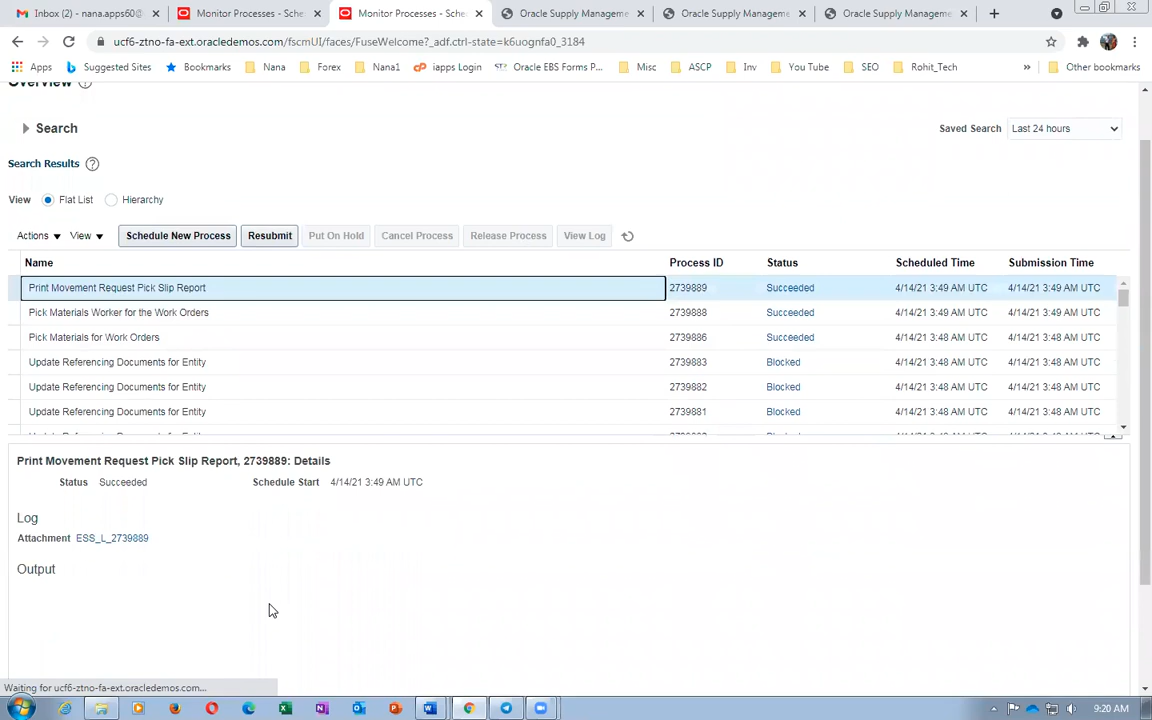 Inbox (2) - nana.apps60@
Monitor Processes - Sche
Monitor Processes - Sche
Oracle Supply Manageme
Oracle Supply Manageme
Oracle Supply Manageme
ucf6-ztno-fa-ext.oracledemos.com/fscmUI/faces/FuseWelcome?_adf.ctrl-state=k6uognfa0_3184
Apps Suggested Sites Bookmarks Nana Forex Nana1 iapps Login Oracle EBS Forms P... Misc ASCP Inv You Tube SEO Rohit_Tech » Other bookmarks
Overview
Search
Saved Search Last 24 hours
Search Results
View Flat List Hierarchy
Actions View Schedule New Process Resubmit Put On Hold Cancel Process Release Process View Log
Name Process ID Status Scheduled Time Submission Time
Print Movement Request Pick Slip Report 2739889 Succeeded 4/14/21 3:49 AM UTC 4/14/21 3:49 AM UTC
Pick Materials Worker for the Work Orders 2739888 Succeeded 4/14/21 3:49 AM UTC 4/14/21 3:49 AM UTC
Pick Materials for Work Orders 2739886 Succeeded 4/14/21 3:48 AM UTC 4/14/21 3:48 AM UTC
Update Referencing Documents for Entity 2739883 Blocked 4/14/21 3:48 AM UTC 4/14/21 3:48 AM UTC
Update Referencing Documents for Entity 2739882 Blocked 4/14/21 3:48 AM UTC 4/14/21 3:48 AM UTC
Update Referencing Documents for Entity 2739881 Blocked 4/14/21 3:48 AM UTC 4/14/21 3:48 AM UTC
Print Movement Request Pick Slip Report, 2739889: Details
Status Succeeded Schedule Start 4/14/21 3:49 AM UTC
Log
Attachment ESS_L_2739889
Output
Waiting for ucf6-ztno-fa-ext.oracledemos.com...
9:20 AM